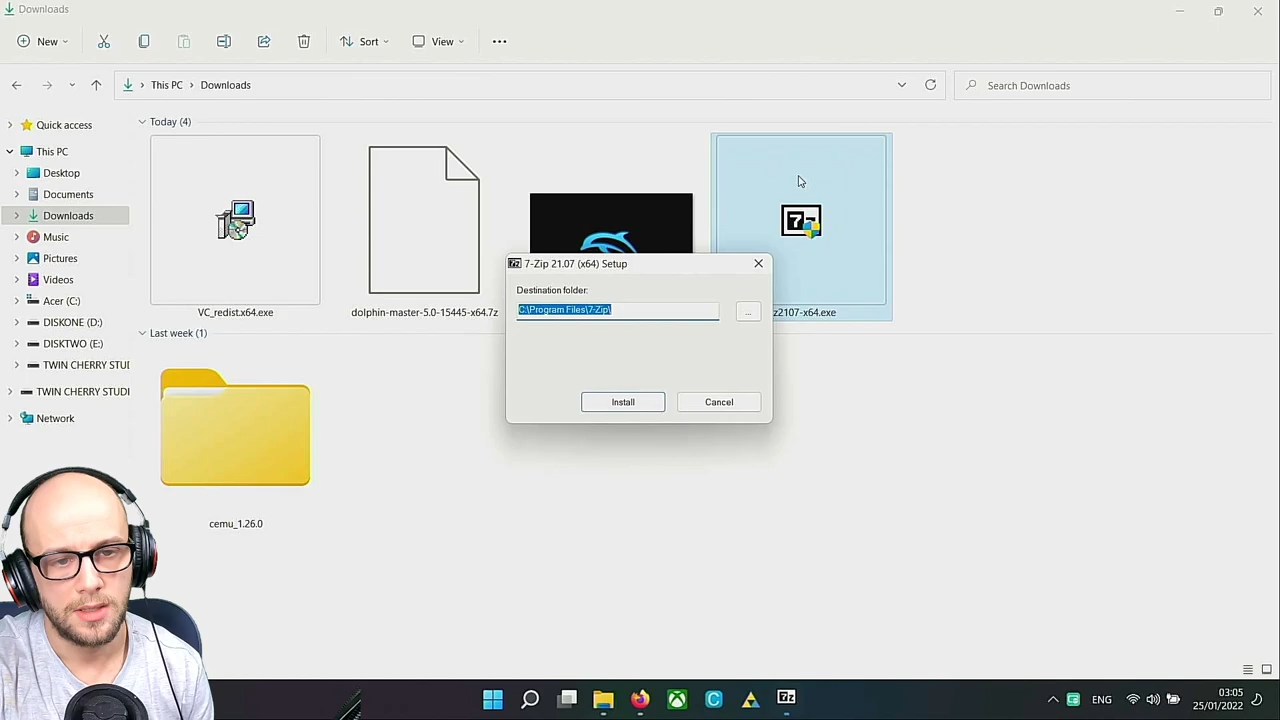 Downloads
New
Sort
View
This PC
Downloads
Search Downloads
Quick access
This PC
Desktop
Documents
Downloads
Music
Pictures
Videos
Acer (C:)
DISKONE (D:)
DISKTWO (E:)
TWIN CHERRY STUD
TWIN CHERRY STUDI
Network
Today (4)
VC_redist.x64.exe
dolphin-master-5.0-15445-x64.7z
z2107-x64.exe
Last week (1)
cemu_1.26.0
7z
7-Zip 21.07 (x64) Setup
Destination folder:
C:\Program Files\7-Zip\
...
Install
Cancel
C
7z
ENG
03:05
25/01/2022